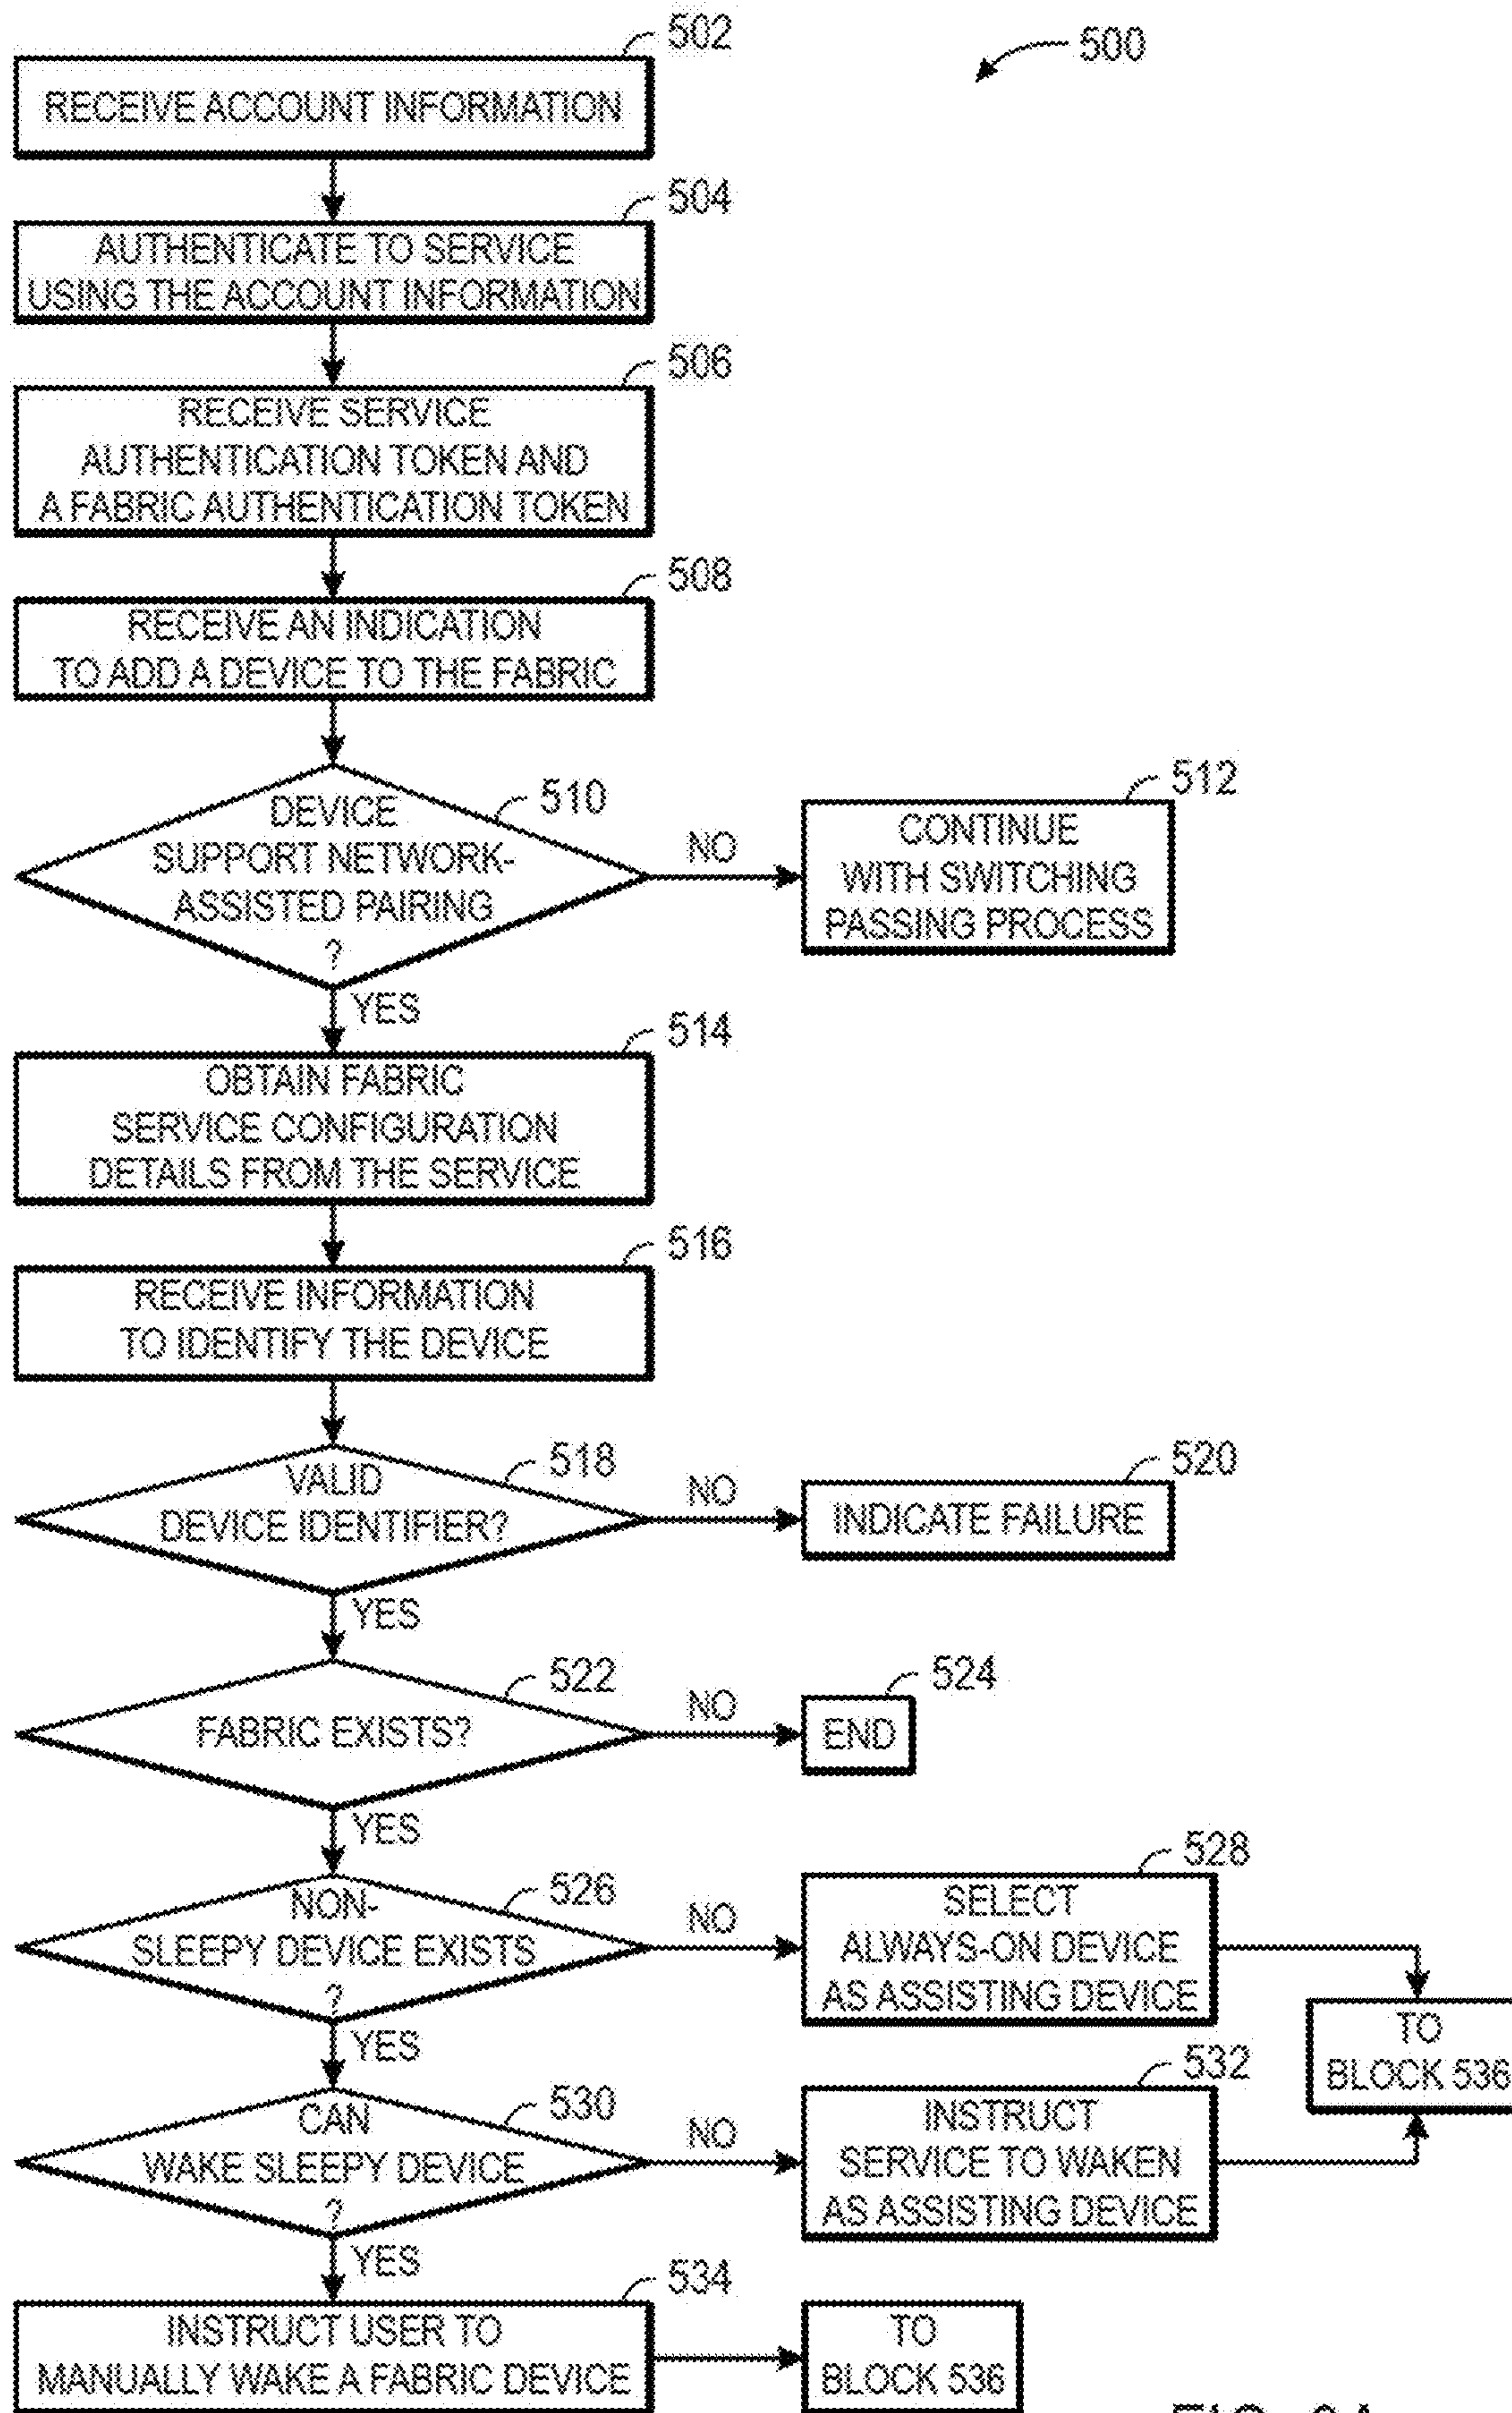 502
500
RECEIVE ACCOUNT INFORMATION
504
AUTHENTICATE TO SERVICE
USING THE ACCOUNT INFORMATION
506
RECEIVE SERVICE
AUTHENTICATION TOKEN AND
A FABRIC AUTHENTICATION TOKEN
508
RECEIVE AN INDICATION
TO ADD A DEVICE TO THE FABRIC
510
DEVICE
SUPPORT NETWORK-
ASSISTED PAIRING
?
NO
512
CONTINUE
WITH SWITCHING
PASSING PROCESS
YES
514
OBTAIN FABRIC
SERVICE CONFIGURATION
DETAILS FROM THE SERVICE
516
RECEIVE INFORMATION
TO IDENTIFY THE DEVICE
518
VALID
DEVICE IDENTIFIER?
NO
520
INDICATE FAILURE
YES
522
FABRIC EXISTS?
NO
524
END
YES
526
NON-
SLEEPY DEVICE EXISTS
?
NO
528
SELECT
ALWAYS-ON DEVICE
AS ASSISTING DEVICE
TO
BLOCK 536
YES
530
CAN
WAKE SLEEPY DEVICE
?
NO
532
INSTRUCT
SERVICE TO WAKEN
AS ASSISTING DEVICE
YES
534
INSTRUCT USER TO
MANUALLY WAKE A FABRIC DEVICE
TO
BLOCK 536